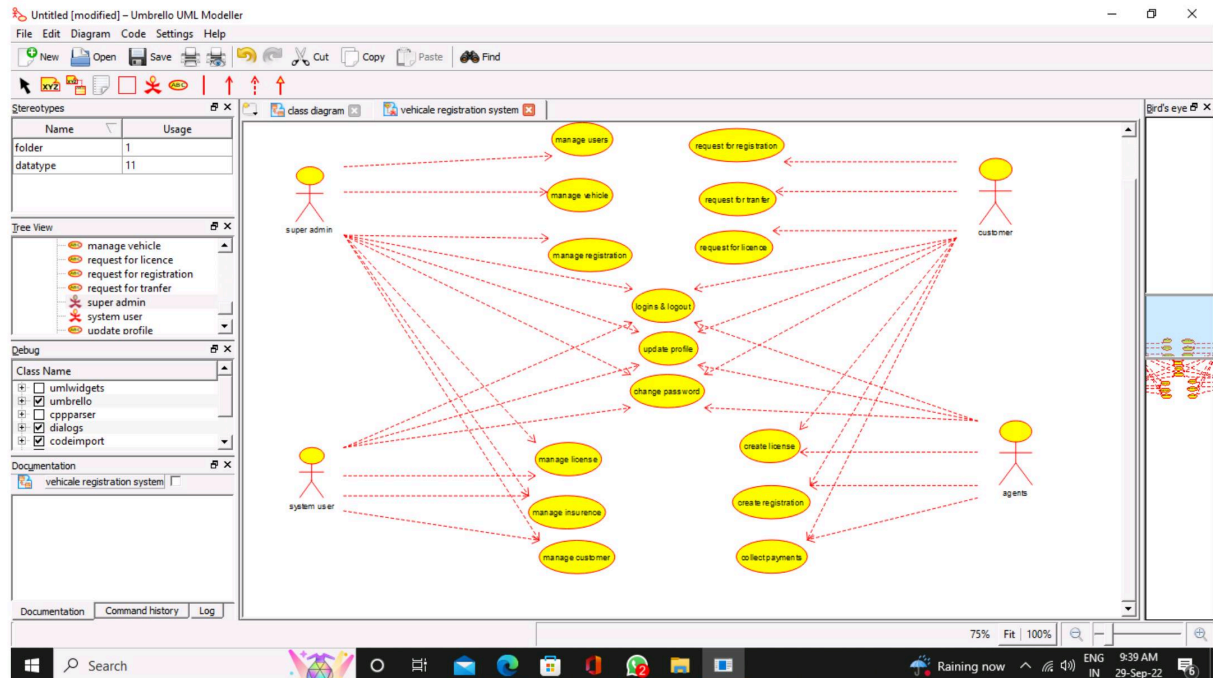 Untitled [modified] – Umbrello UML Modeller
File Edit Diagram Code Settings Help
New Open Save Cut Copy Paste Find
XYZ ABC
Stereotypes
Name Usage
folder 1
datatype 11
Tree View
manage vehicle
request for licence
request for registration
request for tranfer
super admin
system user
update profile
Debug
Class Name
umlwidgets
umbrello
cppparser
dialogs
codeimport
Documentation
vehicale registration system
Documentation Command history Log
class diagram vehicale registration system
Bird's eye
manage users
request for registration
manage vehicle
request for tranfer
super admin
customer
manage registration
request for licence
logins & logout
update profile
change password
manage license
create license
system user
agents
manage insurence
create registration
manage customer
collect payments
75% Fit 100%
Search
2
Raining now
ENG
IN
9:39 AM
29-Sep-22
6